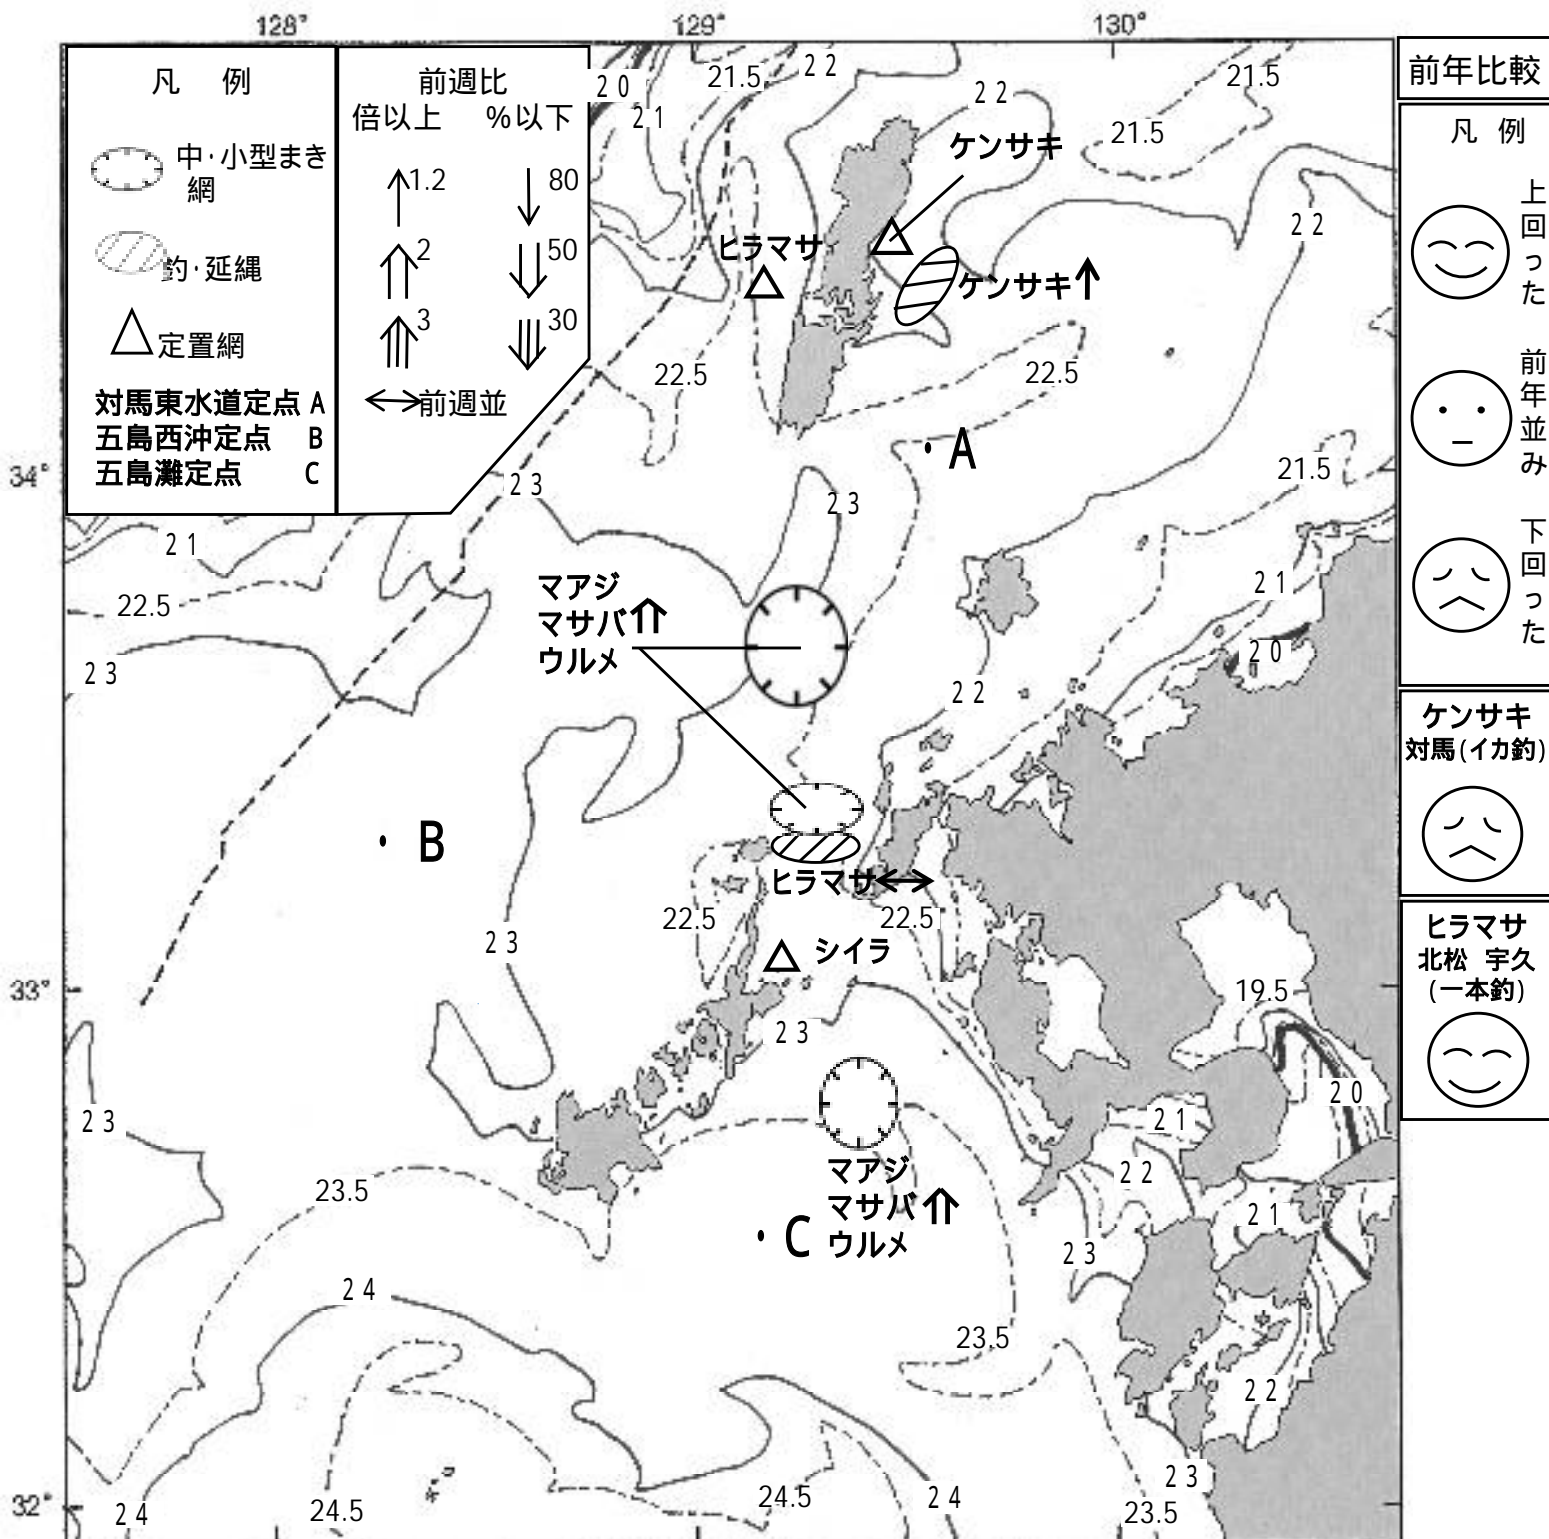 128°
129°
130°
凡 例
中・小型まき
網
釣・延縄
定置網
対馬東水道定点 A
五島西沖定点 B
五島灘定点 C
前週比
倍以上 %以下
1.2 80
2 50
3 30
前週並
前年比較
凡 例
上回った
前年並み
下回った
ケンサキ
対馬(イカ釣)
ヒラマサ
北松 宇久
(一本釣)
20
21
21.5
22
22
21.5
21.5
ケンサキ
ヒラマサ
ケンサキ
22
22.5
22.5
A
34°
23
23
21.5
21
22.5
マアジ
マサバ
ウルメ
21
20
23
22
B
ヒラマサ
22.5
22.5
23
シイラ
33°
19.5
23
20
23
21
マアジ
マサバ
ウルメ
22
23.5
C
21
23
24
23.5
22
23
32°
24
24.5
24.5
24
23.5